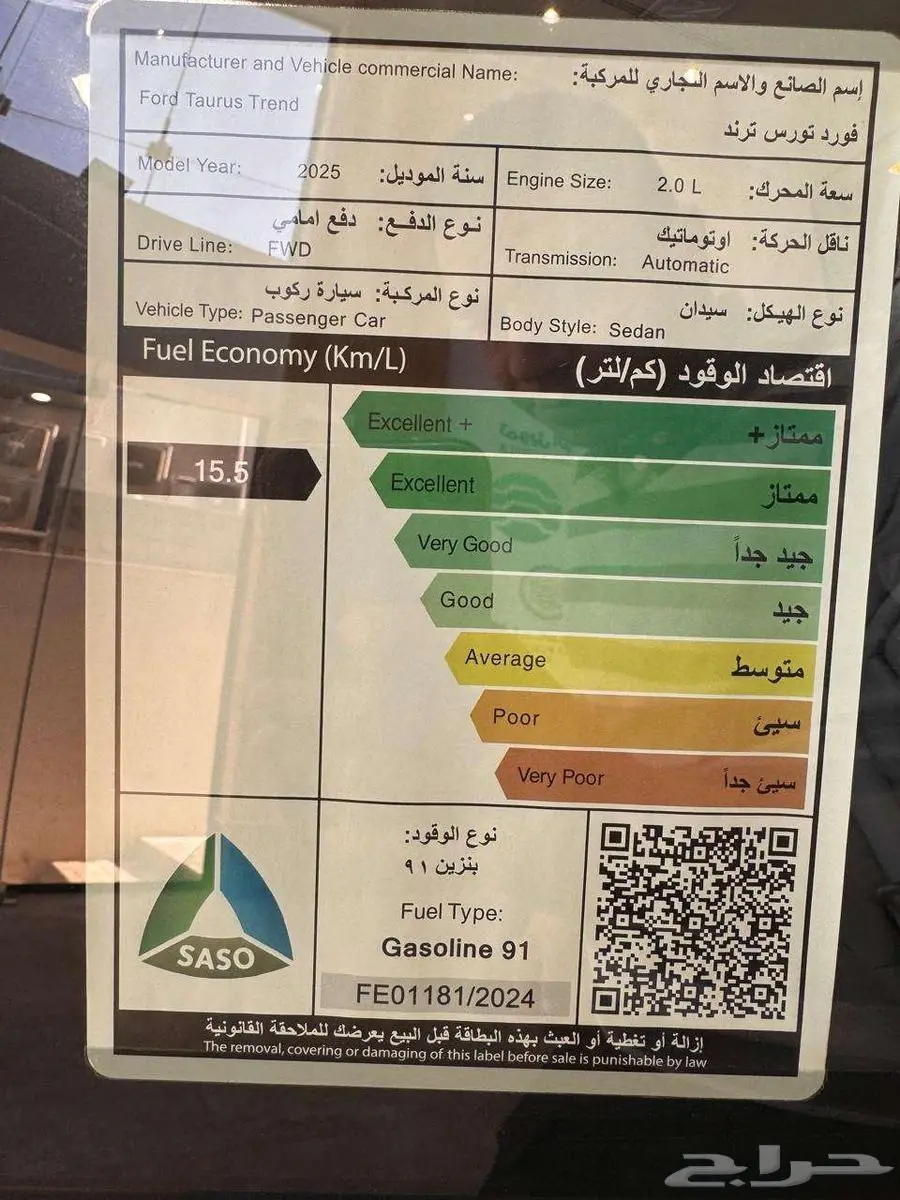 Manufacturer and Vehicle commercial Name: إسم الصانع والاسم التجاري للمركبة:
Ford Taurus Trend
فورد تورس ترند
Model Year: 2025 سنة الموديل:
Engine Size: 2.0 L سعة المحرك:
نوع الدفع: دفع امامي
Drive Line: FWD
ناقل الحركة: اوتوماتيك
Transmission: Automatic
نوع المركبة: سيارة ركوب
Vehicle Type: Passenger Car
نوع الهيكل: سيدان
Body Style: Sedan
Fuel Economy (Km/L) اقتصاد الوقود (كم/لتر)
15.5
Excellent + ممتاز+
Excellent ممتاز
Very Good جيد جداً
Good جيد
Average متوسط
Poor سيئ
Very Poor سيئ جداً
SASO
نوع الوقود:
بنزين ٩١
Fuel Type:
Gasoline 91
FE01181/2024
إزالة أو تغطية أو العبث بهذه البطاقة قبل البيع يعرضك للملاحقة القانونية
The removal, covering or damaging of this label before sale is punishable by law
حراج